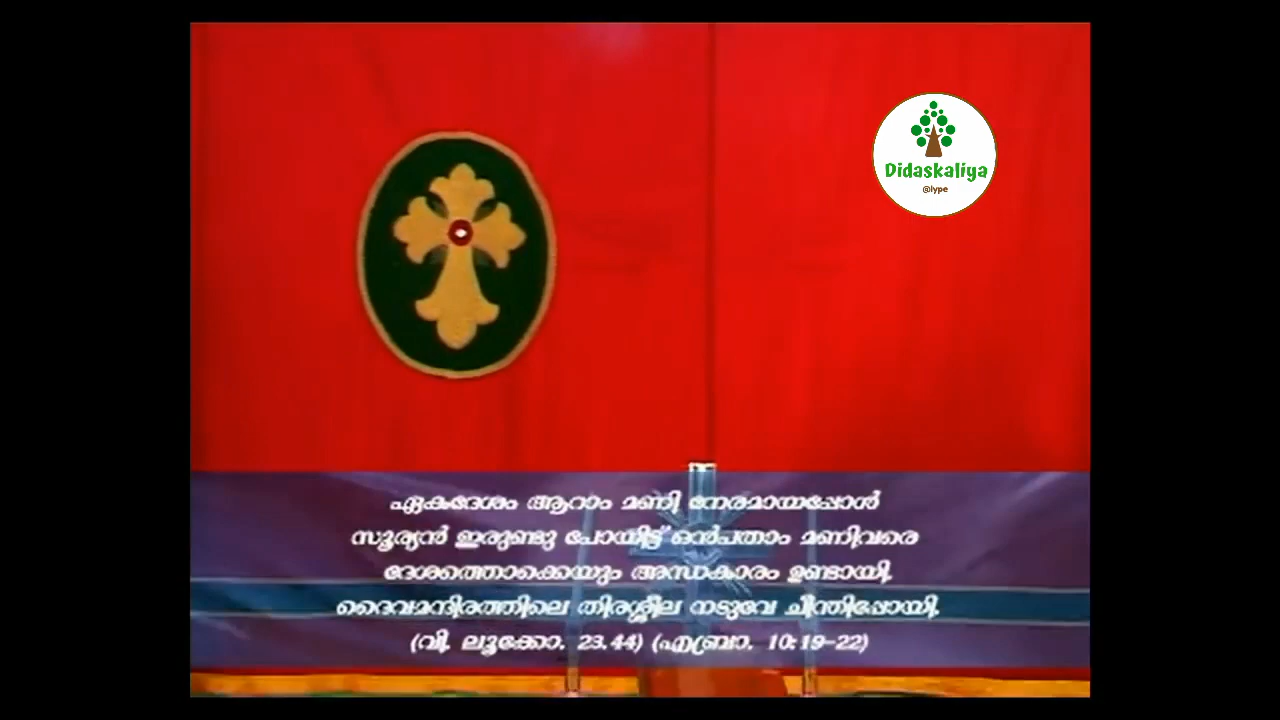 Didaskaliya
@iype
ഏകദേശം ആറാം മണി നേരമായപ്പോൾ
സൂര്യൻ ഇരുണ്ടു പോയിട്ട് ഒൻപതാം മണിവരെ
ദേശത്തൊക്കെയും അന്ധകാരം ഉണ്ടായി.
ദൈവമന്ദിരത്തിലെ തിരശ്ശീല നടുവേ ചീന്തിപ്പോയി.
(വി. ലൂക്കോ. 23.44) (എബ്രാ. 10:19-22)